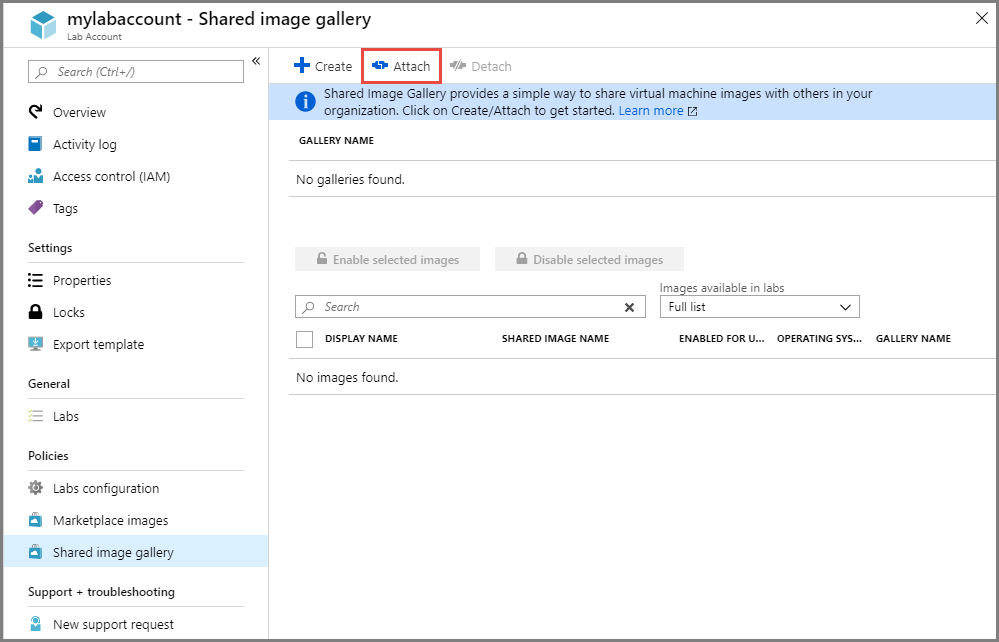 mylabaccount - Shared image gallery
Lab Account
Search (Ctrl+/)
«
Overview
Activity log
Access control (IAM)
Tags
Settings
Properties
Locks
Export template
General
Labs
Policies
Labs configuration
Marketplace images
Shared image gallery
Support + troubleshooting
New support request
Create Attach Detach
Shared Image Gallery provides a simple way to share virtual machine images with others in your
organization. Click on Create/Attach to get started. Learn more
GALLERY NAME
No galleries found.
Enable selected images Disable selected images
Images available in labs
Search Full list
DISPLAY NAME SHARED IMAGE NAME ENABLED FOR U... OPERATING SYS... GALLERY NAME
No images found.